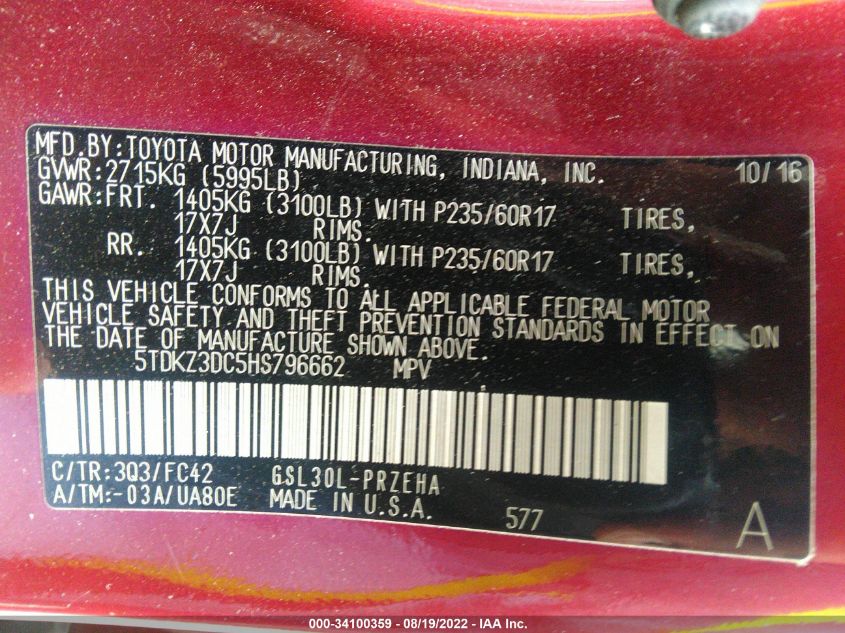 MFD.BY:TOYOTA MOTOR MANUFACTURING, INDIANA, INC. 10/16
GVWR:2715KG (5995LB)
GAWR:FRT. 1405KG (3100LB) WITH P235/60R17 TIRES,
17X7J RIMS.
RR. 1405KG (3100LB) WITH P235/60R17 TIRES,
17X7J RIMS.
THIS VEHICLE CONFORMS TO ALL APPLICABLE FEDERAL MOTOR
VEHICLE SAFETY AND THEFT PREVENTION STANDARDS IN EFFECT ON
THE DATE OF MANUFACTURE SHOWN ABOVE.
5TDKZ3DC5HS796662 MPV
C/TR:3Q3/FC42 GSL30L-PRZEHA
A/TM:-03A/UA80E MADE IN U.S.A. 577 A
000-34100359 - 08/19/2022 - IAA Inc.